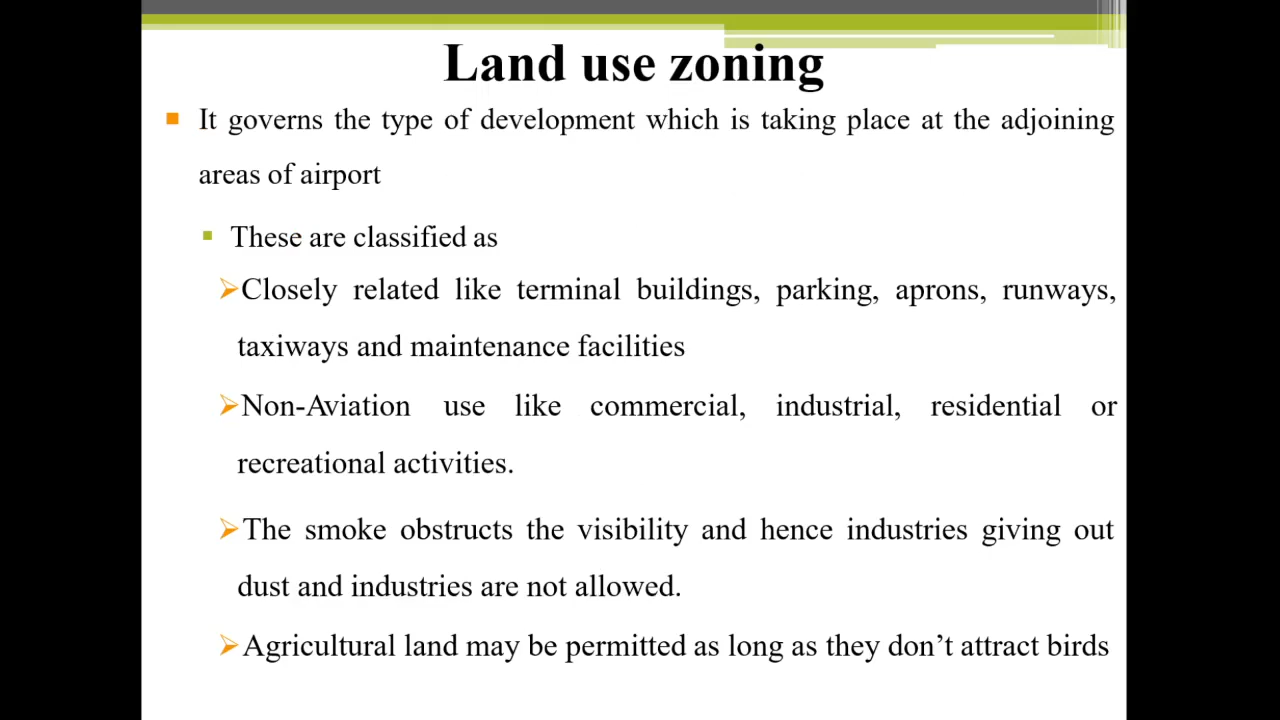 Land use zoning
It governs the type of development which is taking place at the adjoining
areas of airport
These are classified as
Closely related like terminal buildings, parking, aprons, runways,
taxiways and maintenance facilities
Non-Aviation use like commercial, industrial, residential or
recreational activities.
The smoke obstructs the visibility and hence industries giving out
dust and industries are not allowed.
Agricultural land may be permitted as long as they don’t attract birds